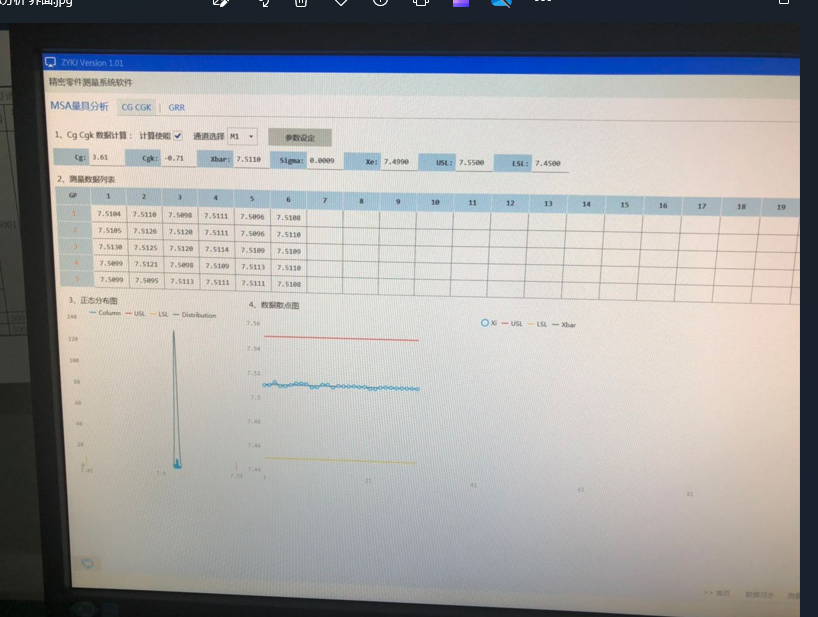 分析界面.jpg
ZYKJ Version 1.01
精密零件测量系统软件
MSA量具分析 CG CGK | GRR
1、Cg Cgk 数据计算： 计算使能 通道选择 M1 参数设定
Cg: 3.61 Cgk: -0.71 Xbar: 7.5110 Sigma: 0.0009 Xe: 7.4990 USL: 7.5500 LSL: 7.4500
2、测量数据列表
GP 1 2 3 4 5 6 7 8 9 10 11 12 13 14 15 16 17 18 19
1 7.5104 7.5110 7.5098 7.5111 7.5096 7.5108
2 7.5105 7.5126 7.5120 7.5111 7.5096 7.5110
3 7.5130 7.5125 7.5120 7.5114 7.5109 7.5109
4 7.5099 7.5121 7.5098 7.5109 7.5113 7.5110
5 7.5099 7.5095 7.5113 7.5111 7.5111 7.5108
3、正态分布图
Column USL LSL Distribution
140
120
100
80
60
40
20
0
7.45 7.5 7.55
4、数据散点图
Xi USL LSL Xbar
7.56
7.54
7.52
7.5
7.48
7.46
7.44
1 21 41 61 81
>> 首页